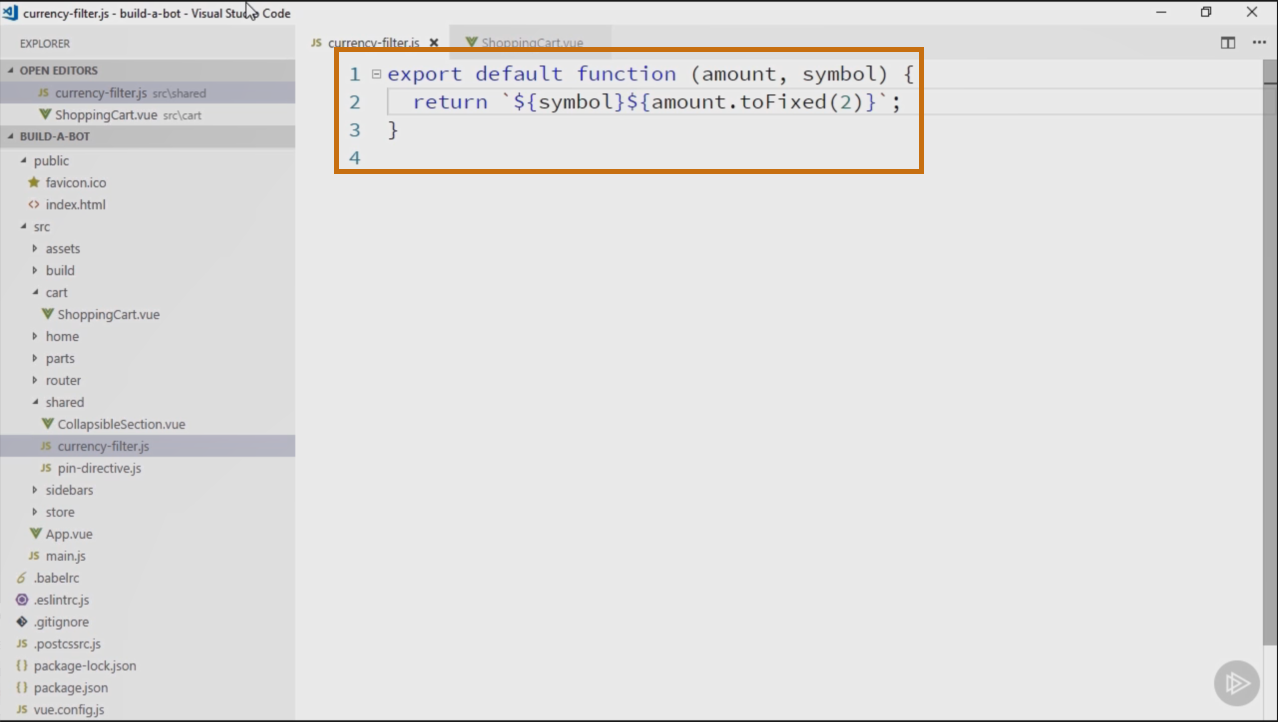 currency-filter.js - build-a-bot - Visual Studio Code
EXPLORER
OPEN EDITORS
JS currency-filter.js src\shared
ShoppingCart.vue src\cart
BUILD-A-BOT
public
favicon.ico
<> index.html
src
assets
build
cart
ShoppingCart.vue
home
parts
router
shared
CollapsibleSection.vue
JS currency-filter.js
JS pin-directive.js
sidebars
store
App.vue
JS main.js
.babelrc
.eslintrc.js
.gitignore
JS .postcssrc.js
{} package-lock.json
{} package.json
JS vue.config.js
JS currency-filter.js
ShoppingCart.vue
1 export default function (amount, symbol) {
2 return `${symbol}${amount.toFixed(2)}`;
3 }
4